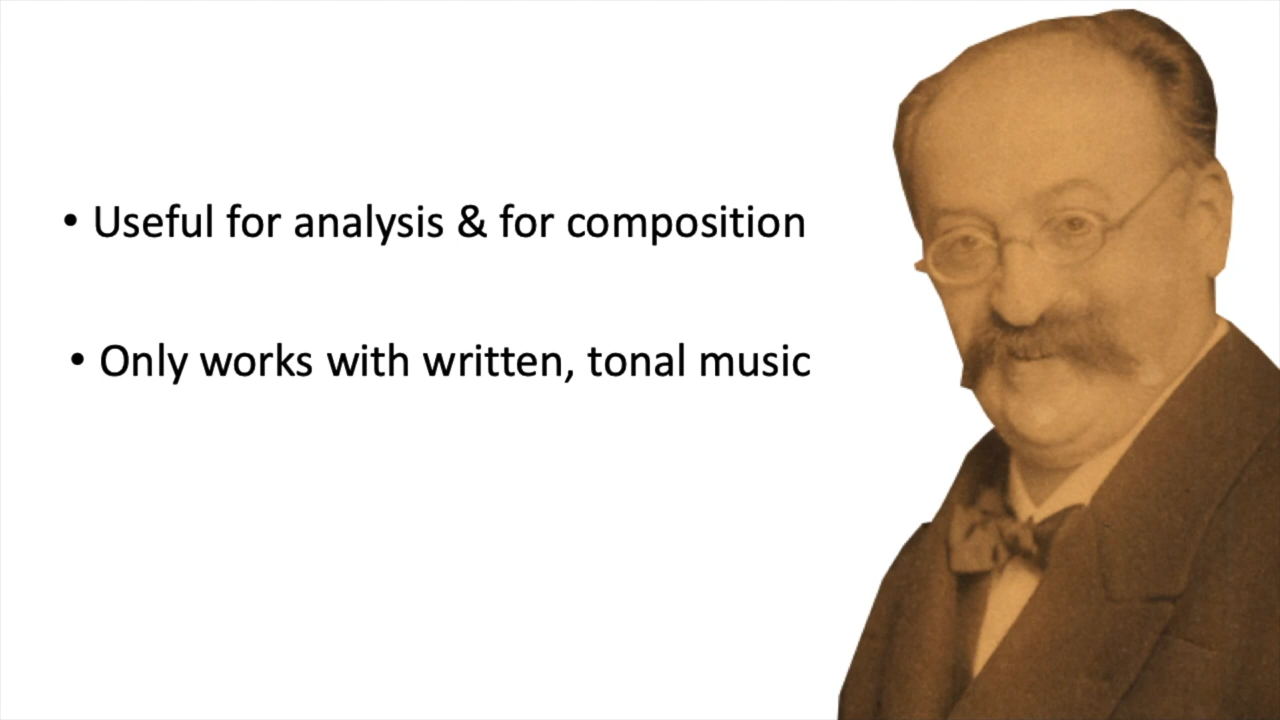 • Useful for analysis & for composition
• Only works with written, tonal music